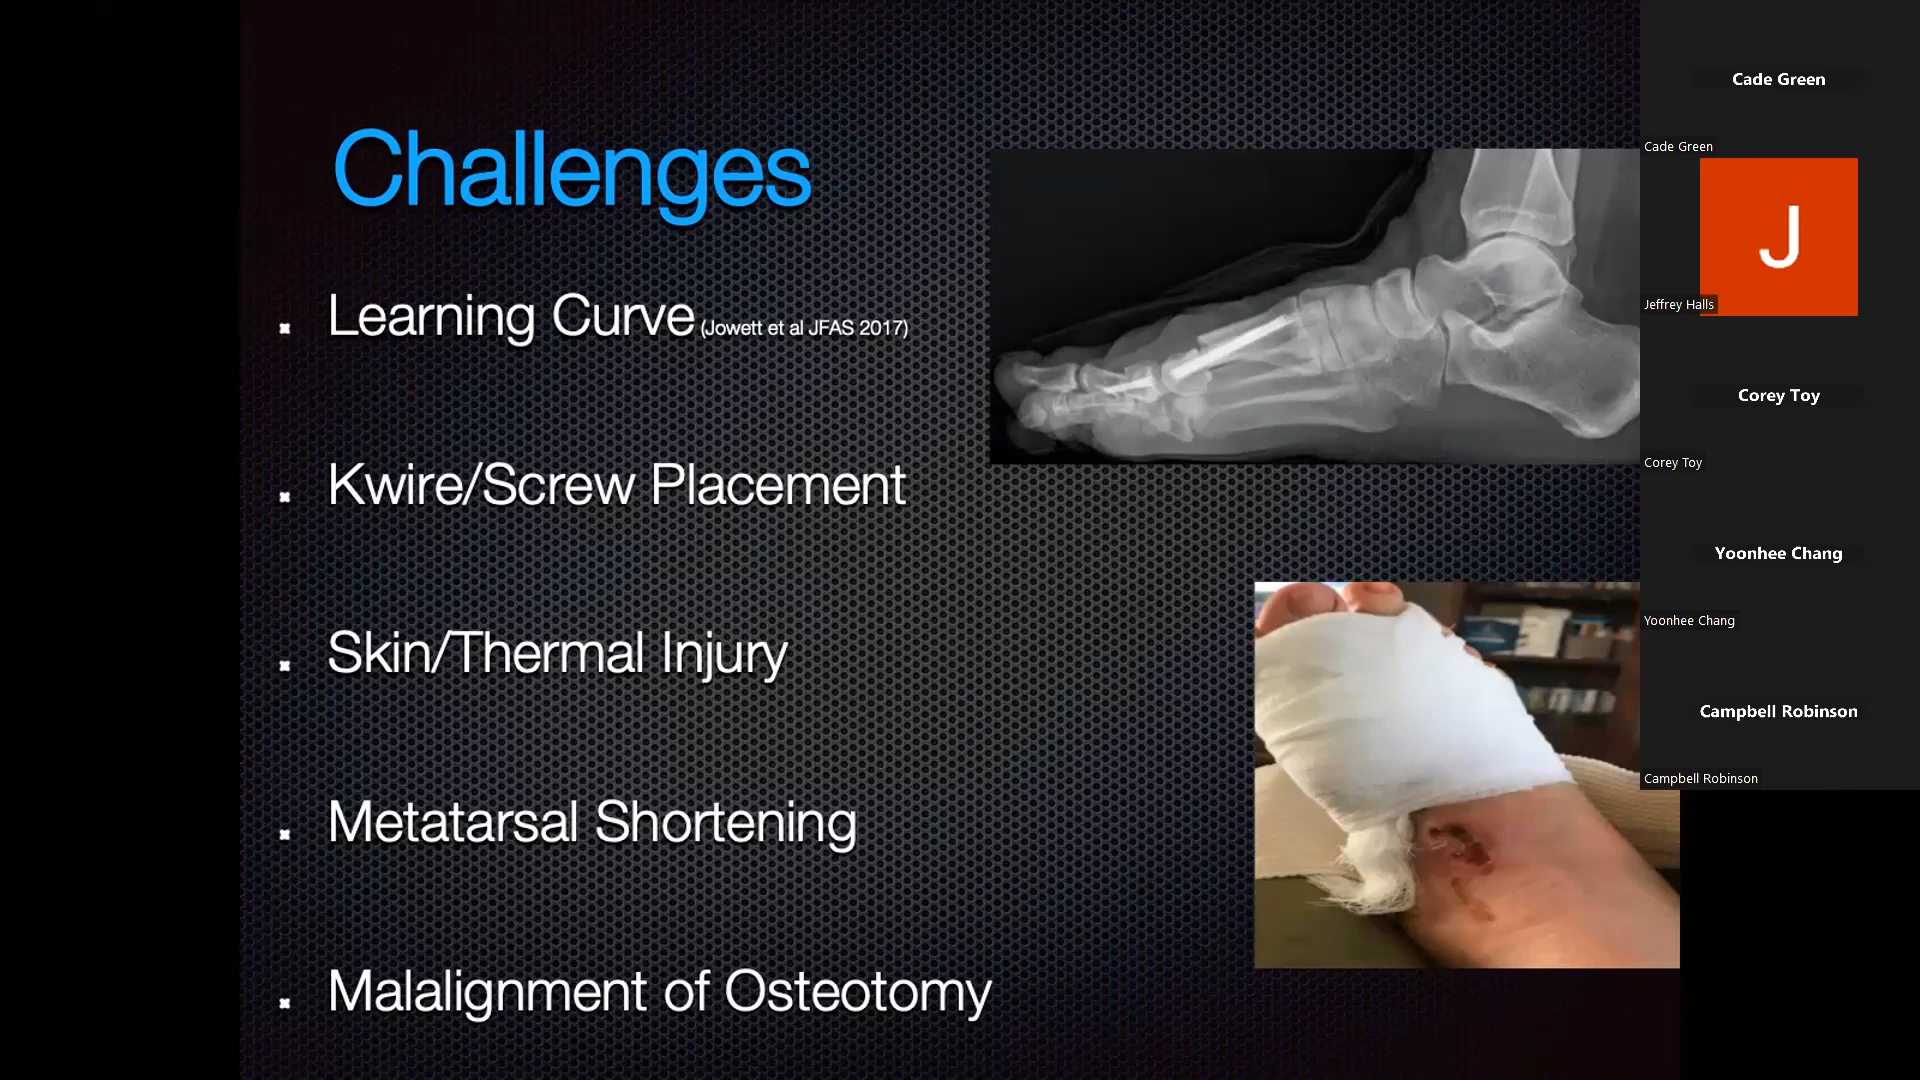 Challenges
Learning Curve (Jowett et al JFAS 2017)
Kwire/Screw Placement
Skin/Thermal Injury
Metatarsal Shortening
Malalignment of Osteotomy
Cade Green
Cade Green
J
Jeffrey Halls
Corey Toy
Corey Toy
Yoonhee Chang
Yoonhee Chang
Campbell Robinson
Campbell Robinson